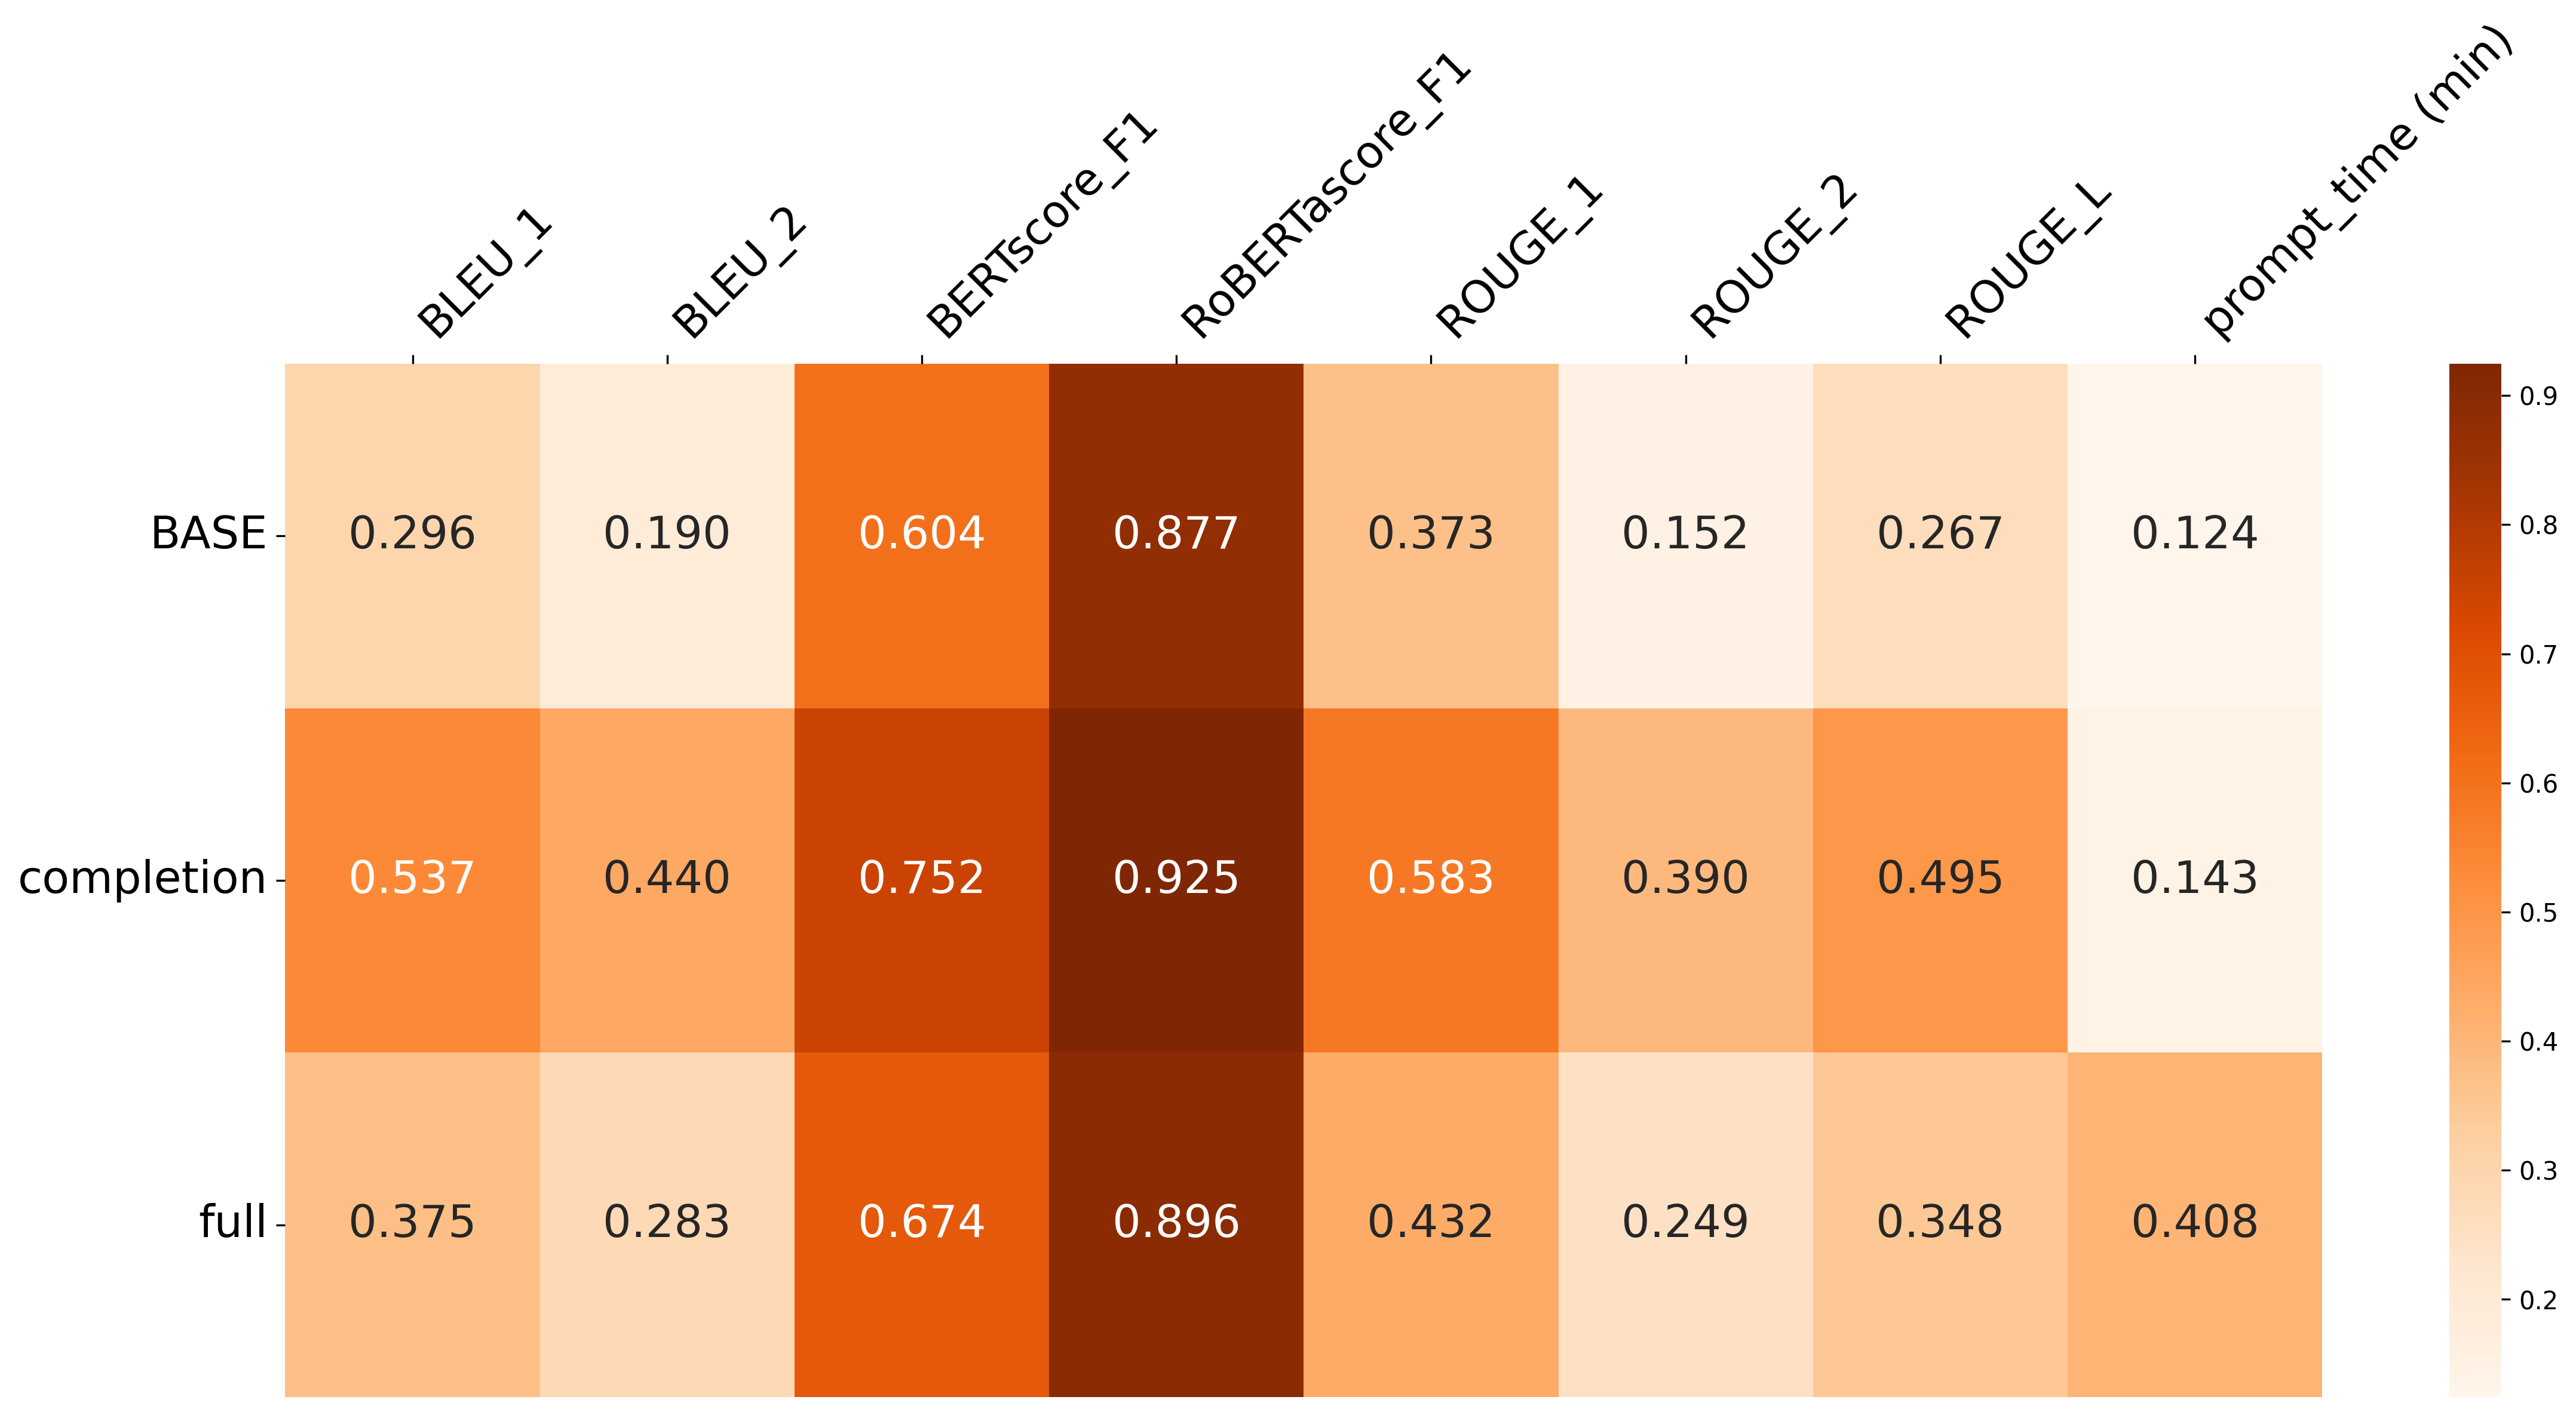 BLEU_1 BLEU_2 BERTscore_F1 RoBERTascore_F1 ROUGE_1 ROUGE_2 ROUGE_L prompt_time (min)
BASE 0.296 0.190 0.604 0.877 0.373 0.152 0.267 0.124
completion 0.537 0.440 0.752 0.925 0.583 0.390 0.495 0.143
full 0.375 0.283 0.674 0.896 0.432 0.249 0.348 0.408
0.9
0.8
0.7
0.6
0.5
0.4
0.3
0.2